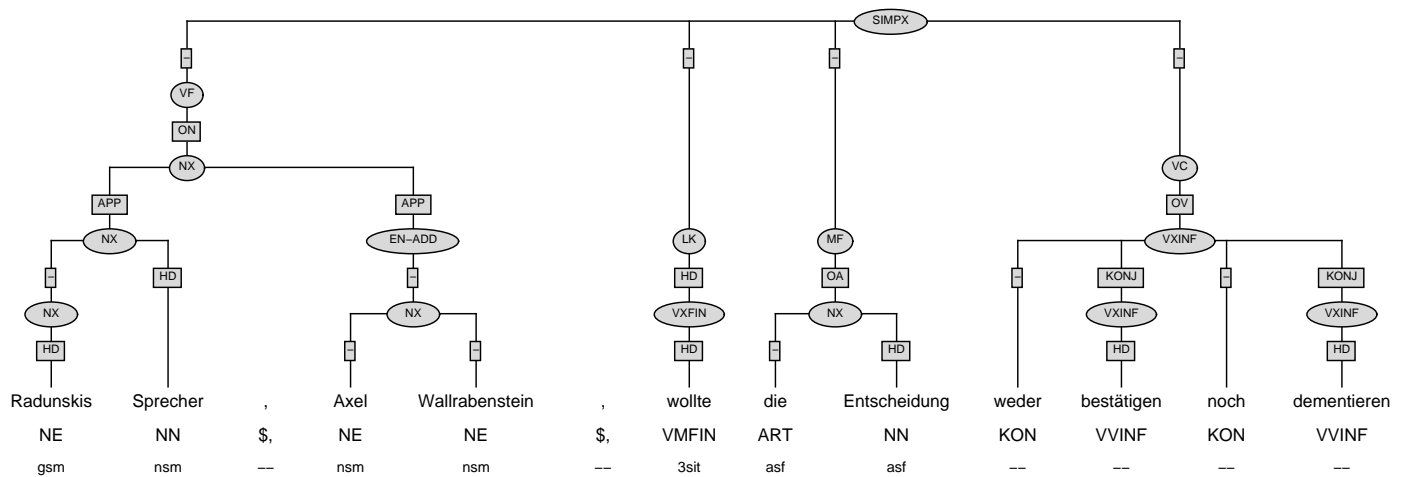 SIMPX
– – – –
VF
ON
NX VC
APP APP OV
NX EN–ADD LK MF VXINF
– HD – HD OA – KONJ – KONJ
NX NX VXFIN NX VXINF VXINF
HD – – HD – HD HD HD
Radunskis Sprecher , Axel Wallrabenstein , wollte die Entscheidung weder bestätigen noch dementieren
NE NN $, NE NE $, VMFIN ART NN KON VVINF KON VVINF
gsm nsm –– nsm nsm –– 3sit asf asf –– –– –– ––